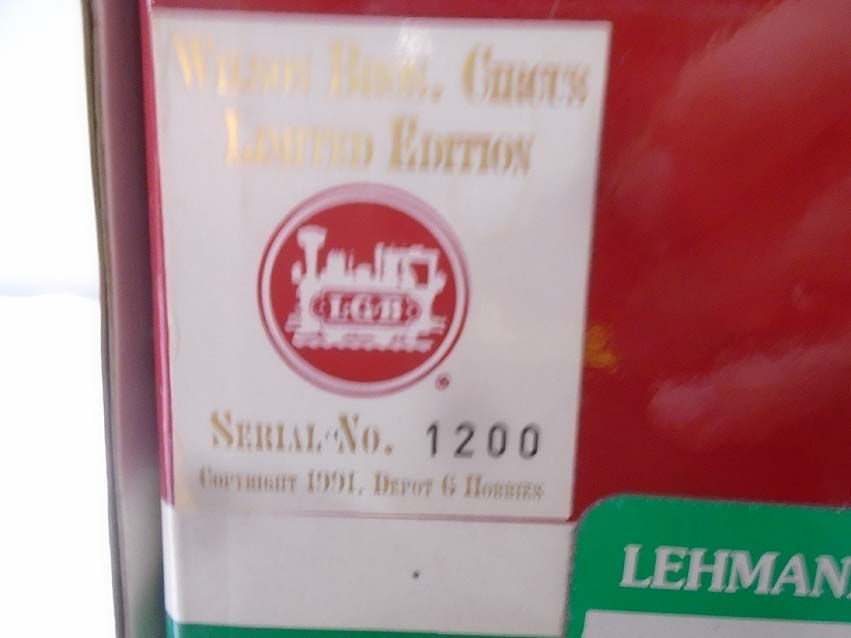 WILSON BROS. CIRCUS
LIMITED EDITION
LGB
®
SERIAL NO. 1200
COPYRIGHT 1991, DEPOT G HOBBIES
LEHMAN